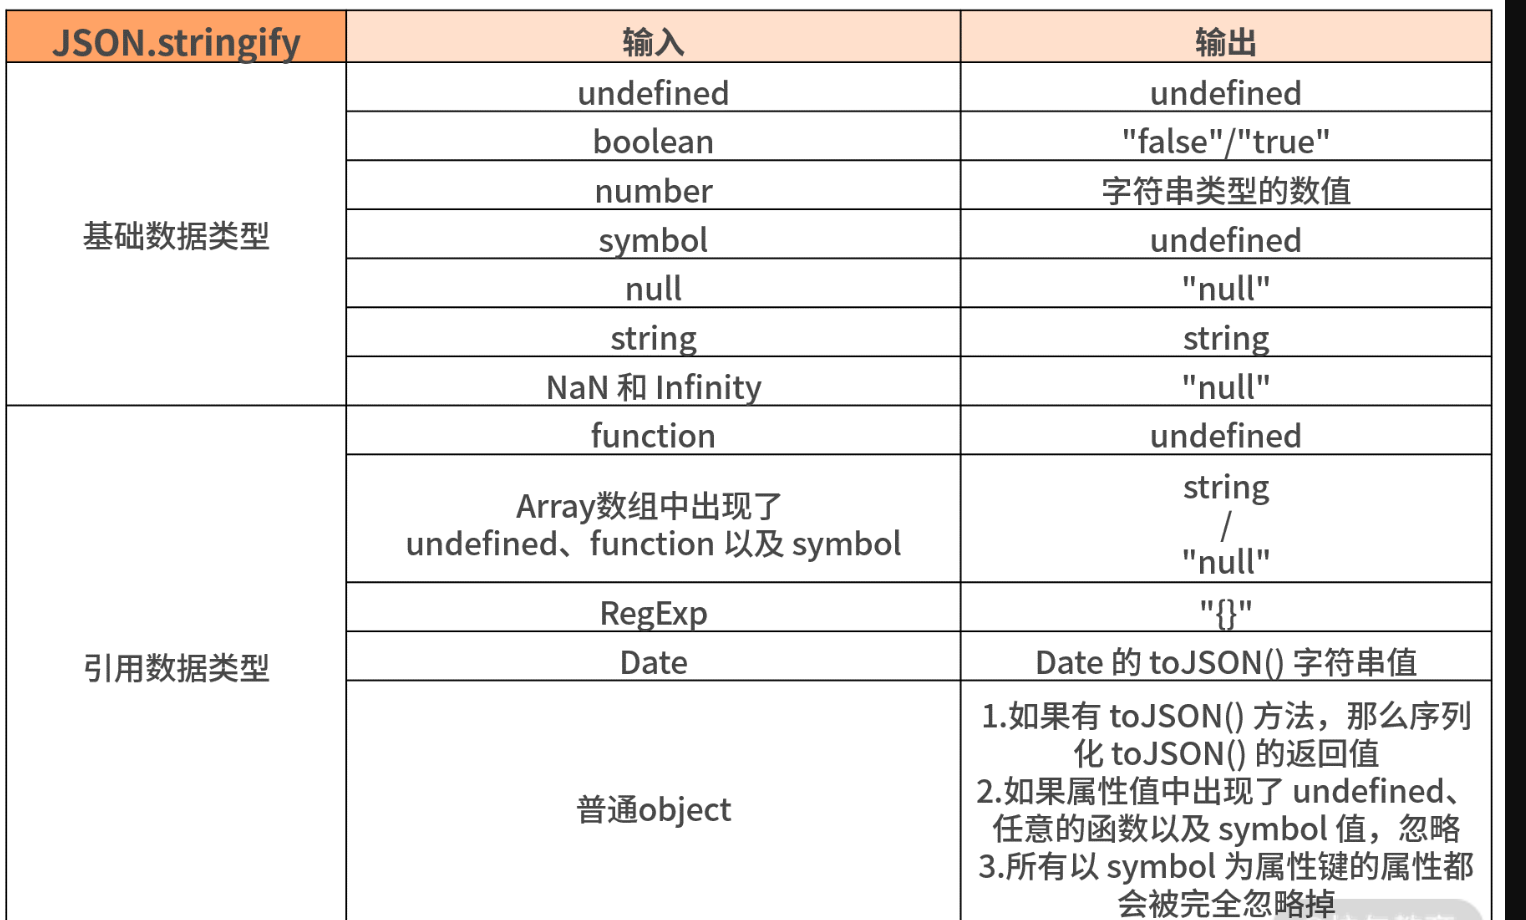 JSON.stringify 输入 输出
基础数据类型
undefined undefined
boolean "false"/"true"
number 字符串类型的数值
symbol undefined
null "null"
string string
NaN 和 Infinity "null"
引用数据类型
function undefined
Array数组中出现了
undefined、function 以及 symbol
string
/
"null"
RegExp "{}"
Date Date 的 toJSON() 字符串值
普通object
1.如果有 toJSON() 方法，那么序列
化 toJSON() 的返回值
2.如果属性值中出现了 undefined、
任意的函数以及 symbol 值，忽略
3.所有以 symbol 为属性键的属性都
会被完全忽略掉